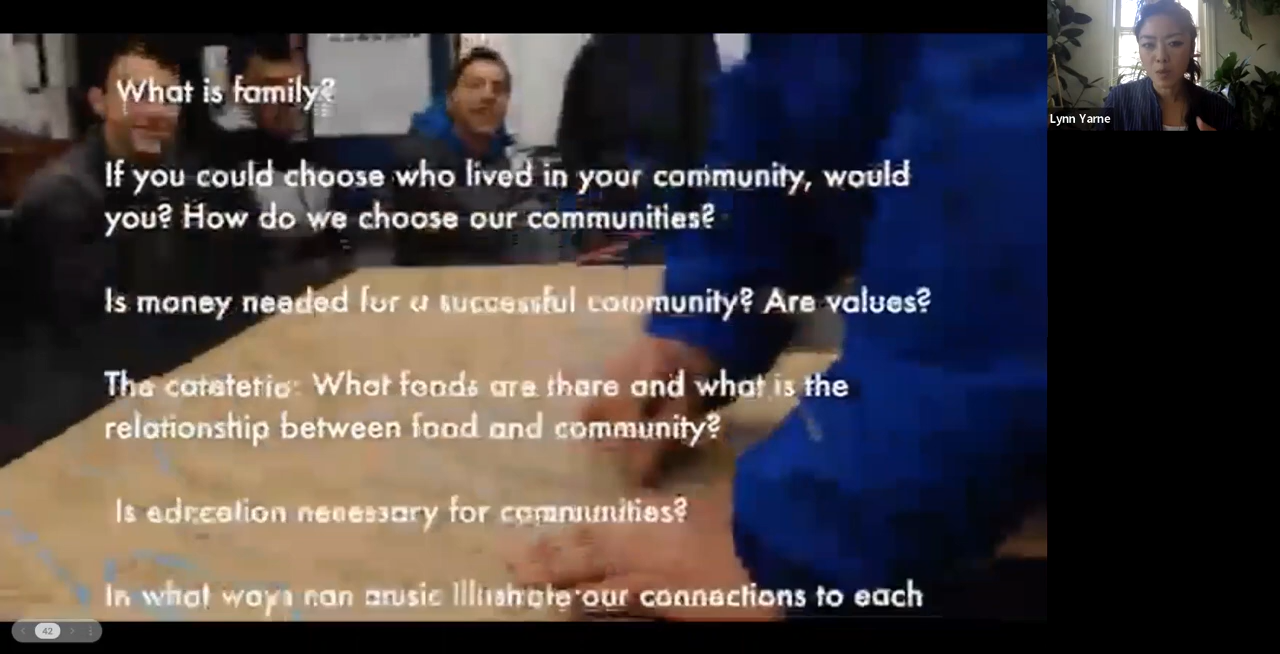 What is family?
If you could choose who lived in your community, would
you? How do we choose our communities?
Is money needed for a successful community? Are values?
The What foods are there and what is the
relationship between food and community?
Is necessary for communities?
In what ways can music our connections to each
42
Lynn Yarne